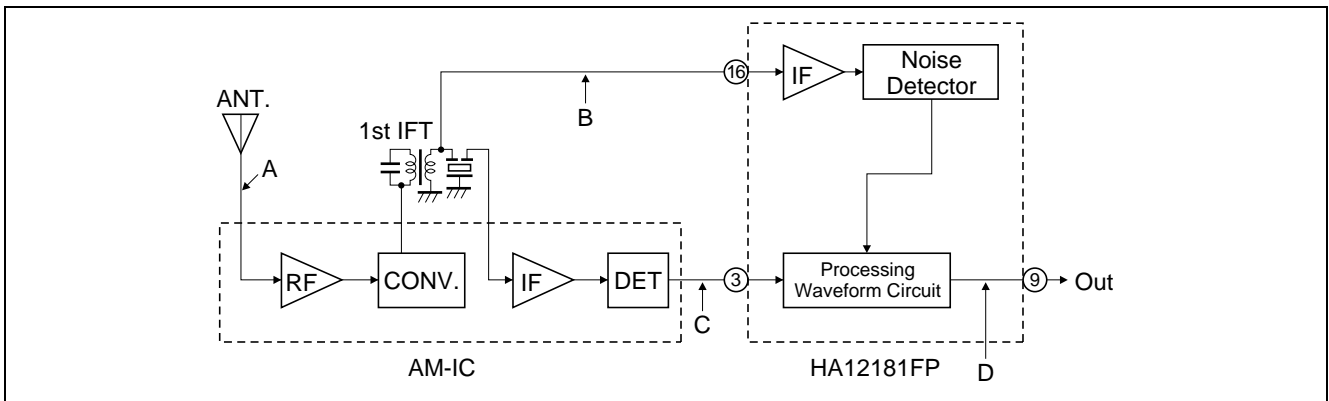 ANT.
A
1st IFT
B
16
IF
Noise
Detector
RF
CONV.
IF
DET
C
3
Processing
Waveform Circuit
D
9
Out
AM-IC
HA12181FP